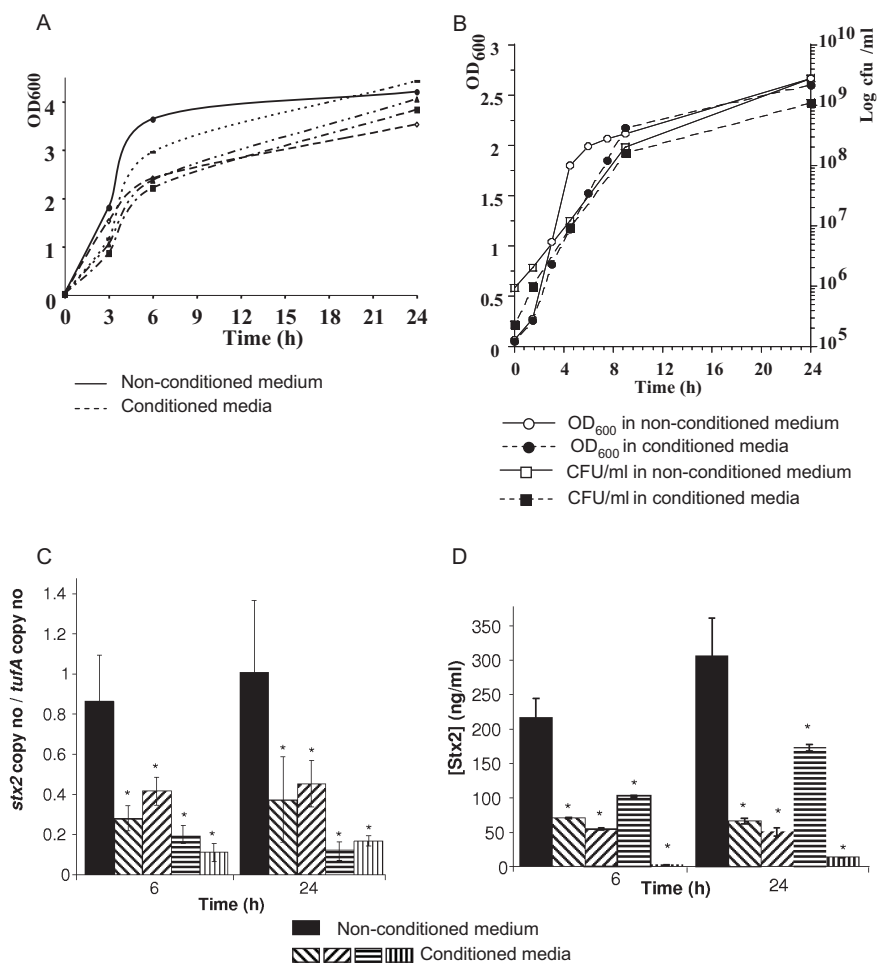 A
OD600
4
3
2
1
0
0 3 6 9 12 15 18 21 24
Time (h)
Non-conditioned medium
Conditioned media
B
OD600
3
2.5
2
1.5
1
0.5
0
10^10
10^9
10^8
10^7
10^6
10^5
Log cfu /ml
0 4 8 12 16 20 24
Time (h)
OD600 in non-conditioned medium
OD600 in conditioned media
CFU/ml in non-conditioned medium
CFU/ml in conditioned media
C
stx2 copy no / tufA copy no
1.4
1.2
1
0.8
0.6
0.4
0.2
0
* * * * * * * *
6 24
Time (h)
D
[Stx2] (ng/ml)
350
300
250
200
150
100
50
0
* * * * * * * *
6 24
Time (h)
Non-conditioned medium
Conditioned media